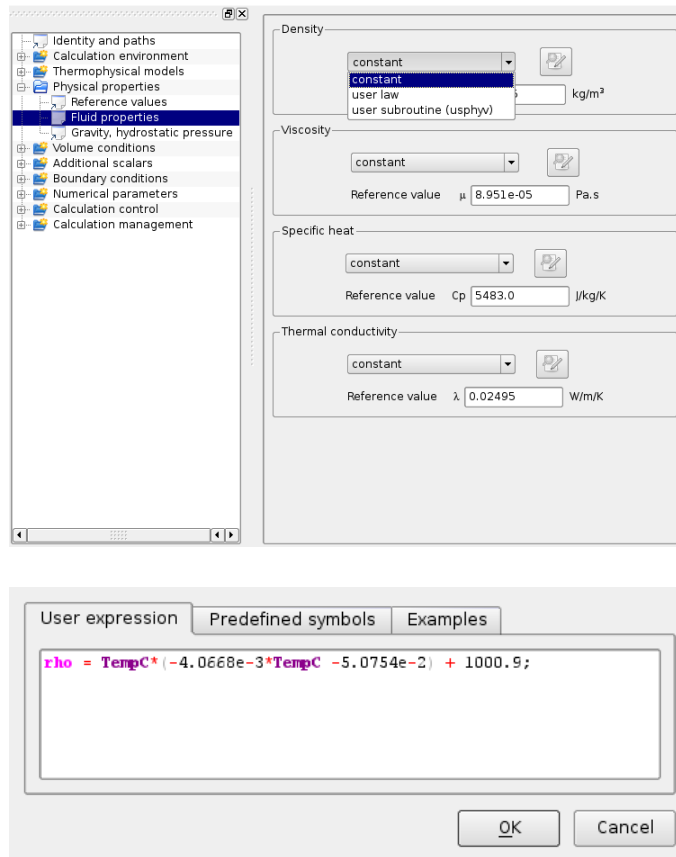 Identity and paths
Calculation environment
Thermophysical models
Physical properties
Reference values
Fluid properties
Gravity, hydrostatic pressure
Volume conditions
Additional scalars
Boundary conditions
Numerical parameters
Calculation control
Calculation management
Density
constant
constant
user law
user subroutine (usphyv)
kg/m³
Viscosity
constant
Reference value μ 8.951e-05 Pa.s
Specific heat
constant
Reference value Cp 5483.0 J/kg/K
Thermal conductivity
constant
Reference value λ 0.02495 W/m/K
User expression Predefined symbols Examples
rho = TempC*(-4.0668e-3*TempC -5.0754e-2) + 1000.9;
OK Cancel